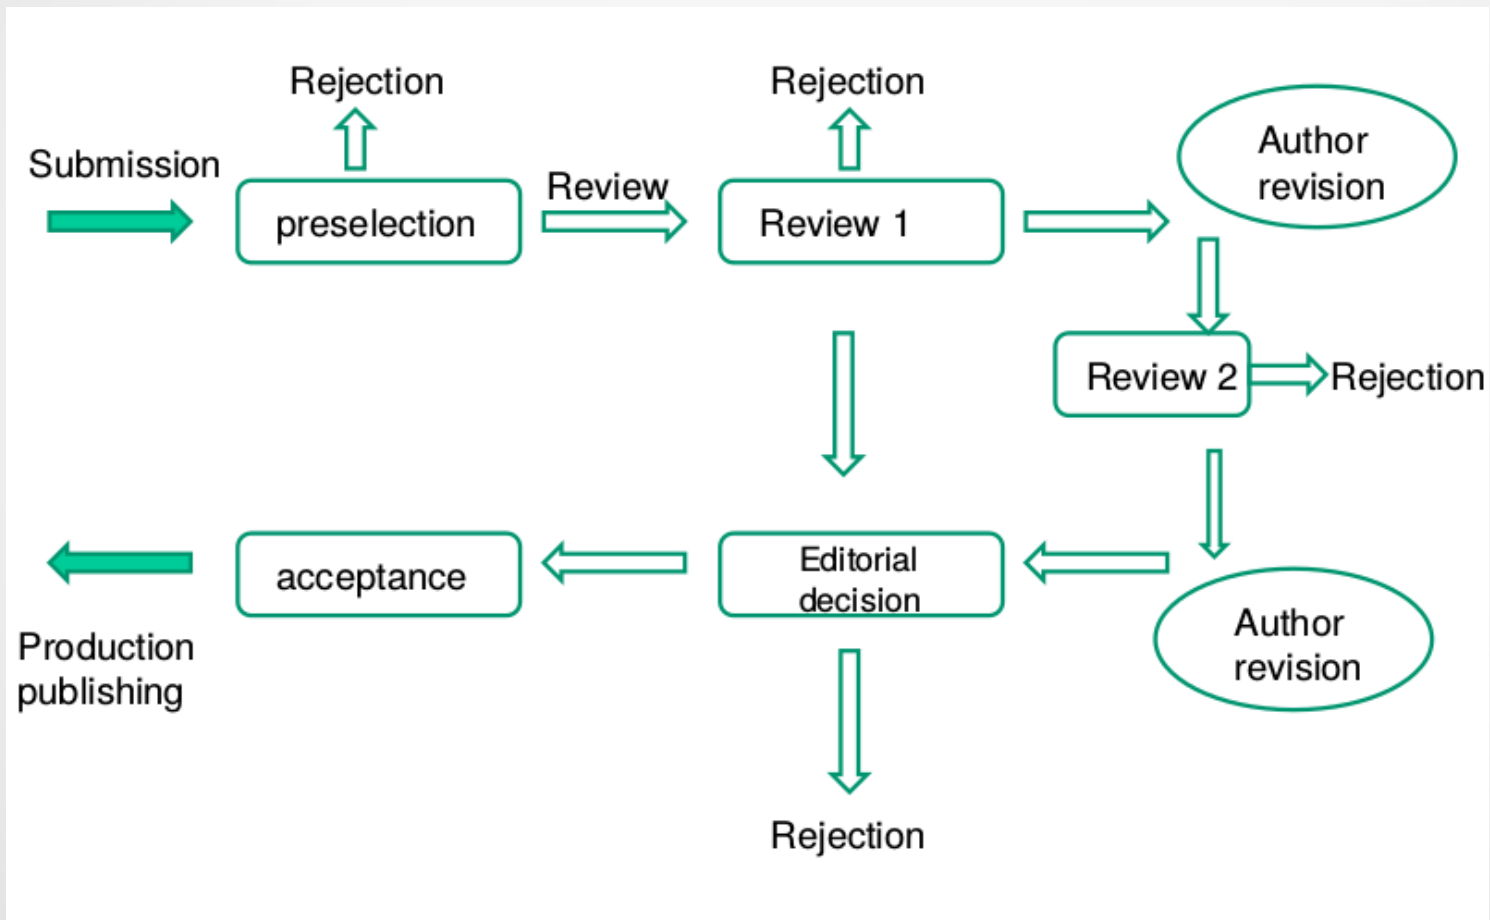 Rejection
Rejection
Submission
Author
revision
preselection
Review
Review 1
Review 2
Rejection
acceptance
Editorial
decision
Author
revision
Production
publishing
Rejection